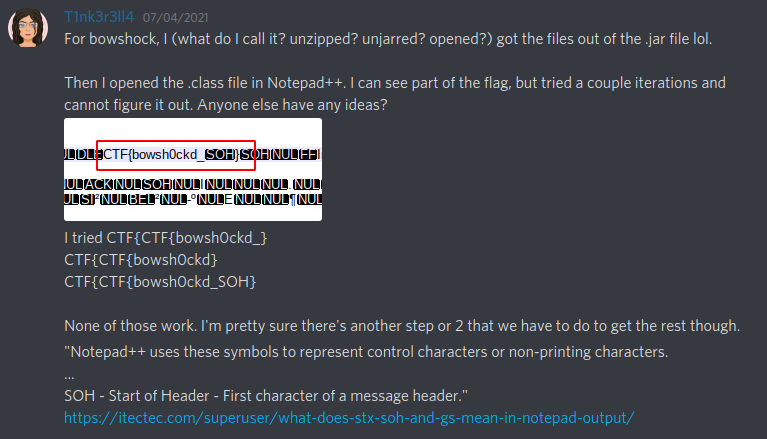 T1nk3r3ll4 07/04/2021
For bowshock, I (what do I call it? unzipped? unjarred? opened?) got the files out of the .jar file lol.
Then I opened the .class file in Notepad++. I can see part of the flag, but tried a couple iterations and
cannot figure it out. Anyone else have any ideas?
UL DLE CTF{bowsh0ckd_SOH}SOH NUL FF
NUL ACK NUL SOH NUL NUL NUL NUL . NUL
UL SI ² NUL BEL ² NUL -º NUL E NUL NUL ¶ NUL
I tried CTF{CTF{bowsh0ckd_}
CTF{CTF{bowsh0ckd}
CTF{CTF{bowsh0ckd_SOH}
None of those work. I'm pretty sure there's another step or 2 that we have to do to get the rest though.
"Notepad++ uses these symbols to represent control characters or non-printing characters.
...
SOH - Start of Header - First character of a message header."
https://itectec.com/superuser/what-does-stx-soh-and-gs-mean-in-notepad-output/